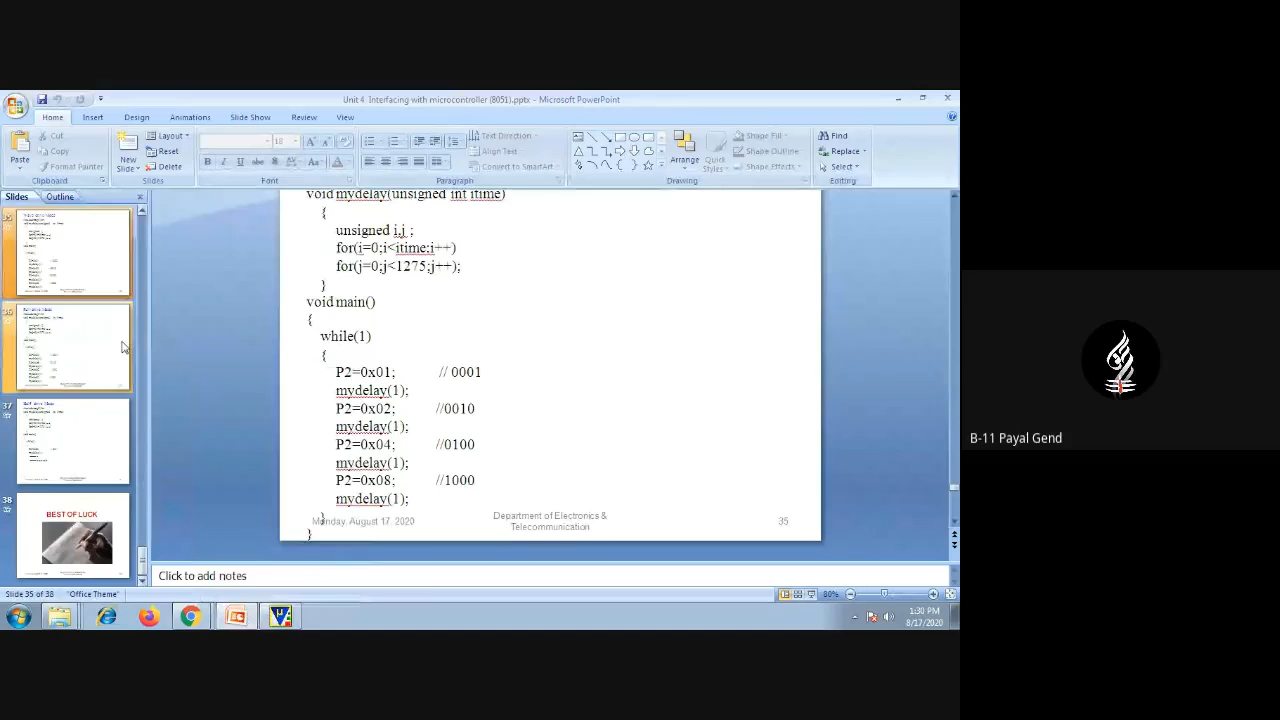 Unit 4 Interfacing with microcontroller (8051).pptx - Microsoft PowerPoint
Home Insert Design Animations Slide Show Review View
Paste
Cut
Copy
Format Painter
Clipboard
New Slide
Layout
Reset
Delete
Slides
18
Font
Text Direction
Align Text
Convert to SmartArt
Paragraph
Arrange
Quick Styles
Shape Fill
Shape Outline
Shape Effects
Drawing
Find
Replace
Select
Editing
Slides Outline
35
36
37
38
BEST OF LUCK
void mydelay(unsigned int itime)
{
unsigned i,j ;
for(i=0;i<itime;i++)
for(j=0;j<1275;j++);
}
void main()
{
while(1)
{
P2=0x01; // 0001
mydelay(1);
P2=0x02; //0010
mydelay(1);
P2=0x04; //0100
mydelay(1);
P2=0x08; //1000
mydelay(1);
}
}
Monday, August 17, 2020
Department of Electronics &
Telecommunication
35
Click to add notes
Slide 35 of 38 "Office Theme" 80%
1:30 PM
8/17/2020
B-11 Payal Gend